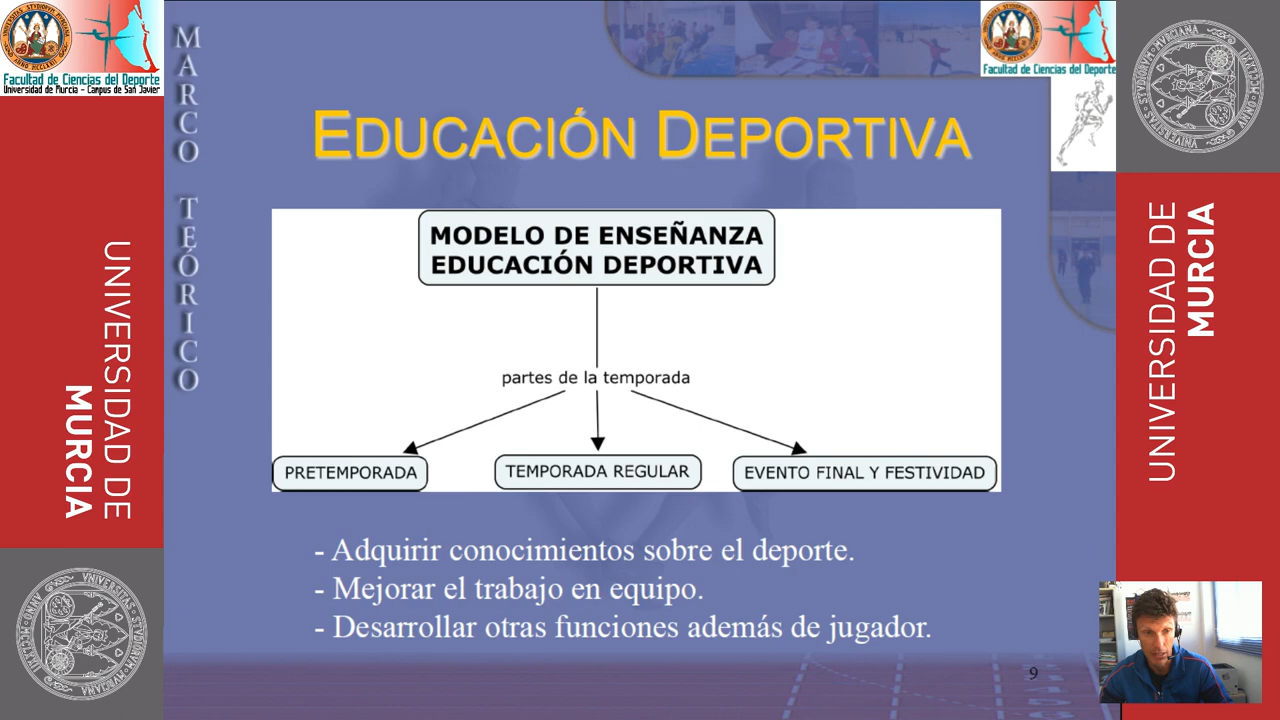 Facultad de Ciencias del Deporte
Universidad de Murcia - Campus de San Javier
Facultad de Ciencias del Deporte
MARCO TEÓRICO
EDUCACIÓN DEPORTIVA
MODELO DE ENSEÑANZA
EDUCACIÓN DEPORTIVA
partes de la temporada
PRETEMPORADA
TEMPORADA REGULAR
EVENTO FINAL Y FESTIVIDAD
- Adquirir conocimientos sobre el deporte.
- Mejorar el trabajo en equipo.
- Desarrollar otras funciones además de jugador.
9
UNIVERSIDAD DE
MURCIA
UNIVERSIDAD DE
MURCIA